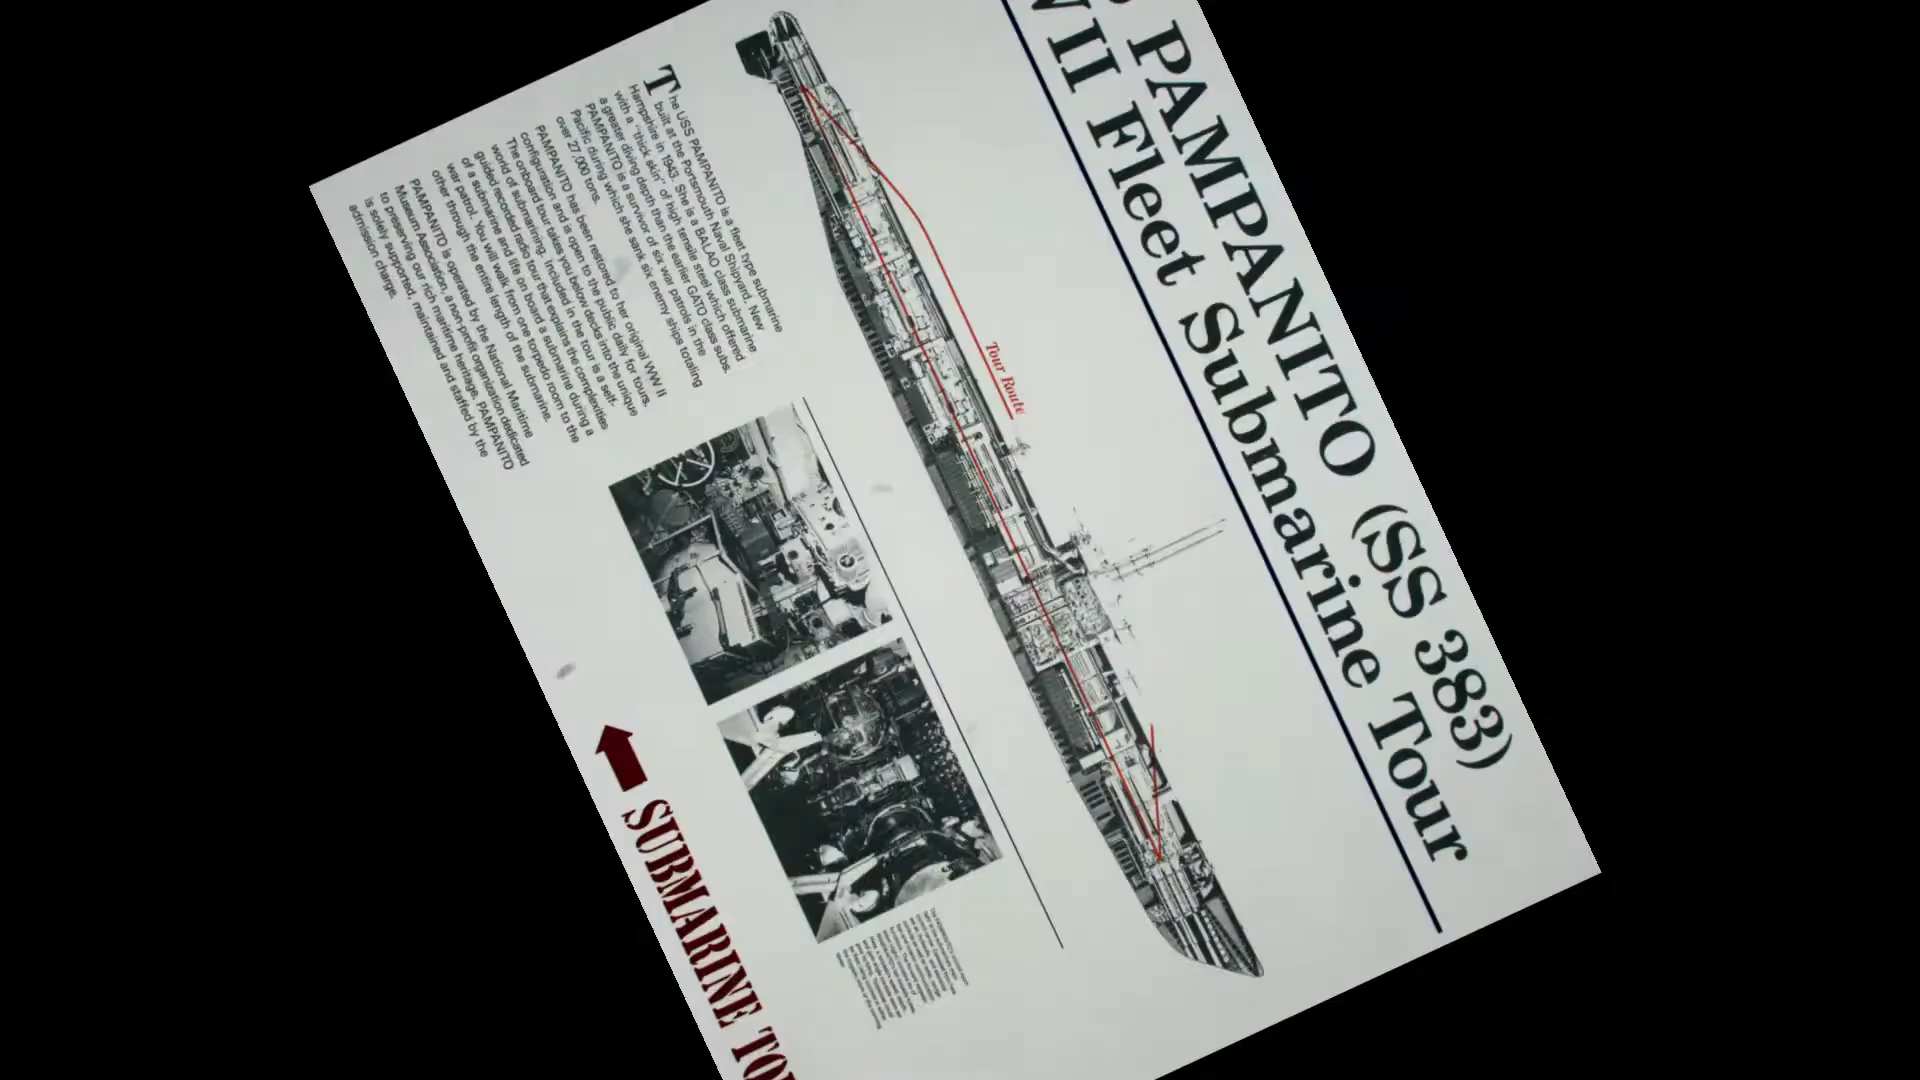 PAMPANITO (SS 383)
II Fleet Submarine Tour
Tour Route
The USS PAMPANITO is a fleet type submarine
built at the Portsmouth Naval Shipyard, New
Hampshire in 1943. She is a BALAO class submarine
with a "thick skin" of high tensile steel which offered
a greater diving depth than the earlier GATO class subs.
PAMPANITO is a survivor of six war patrols in the
Pacific during which she sank six enemy ships totaling
over 27,000 tons.
PAMPANITO has been restored to her original WW II
configuration and is open to the public daily for tours.
The onboard tour takes you below decks into the unique
world of submarining. Included in the tour is a self-
guided recorded radio tour that explains the complexities
of a submarine and life on board a submarine during a
war patrol. You will walk from one torpedo room to the
other through the entire length of the submarine.
PAMPANITO is operated by the National Maritime
Museum Association, a non-profit organization dedicated
to preserving our rich maritime heritage. PAMPANITO
is solely supported, maintained and staffed by the
admission charge.
SUBMARINE